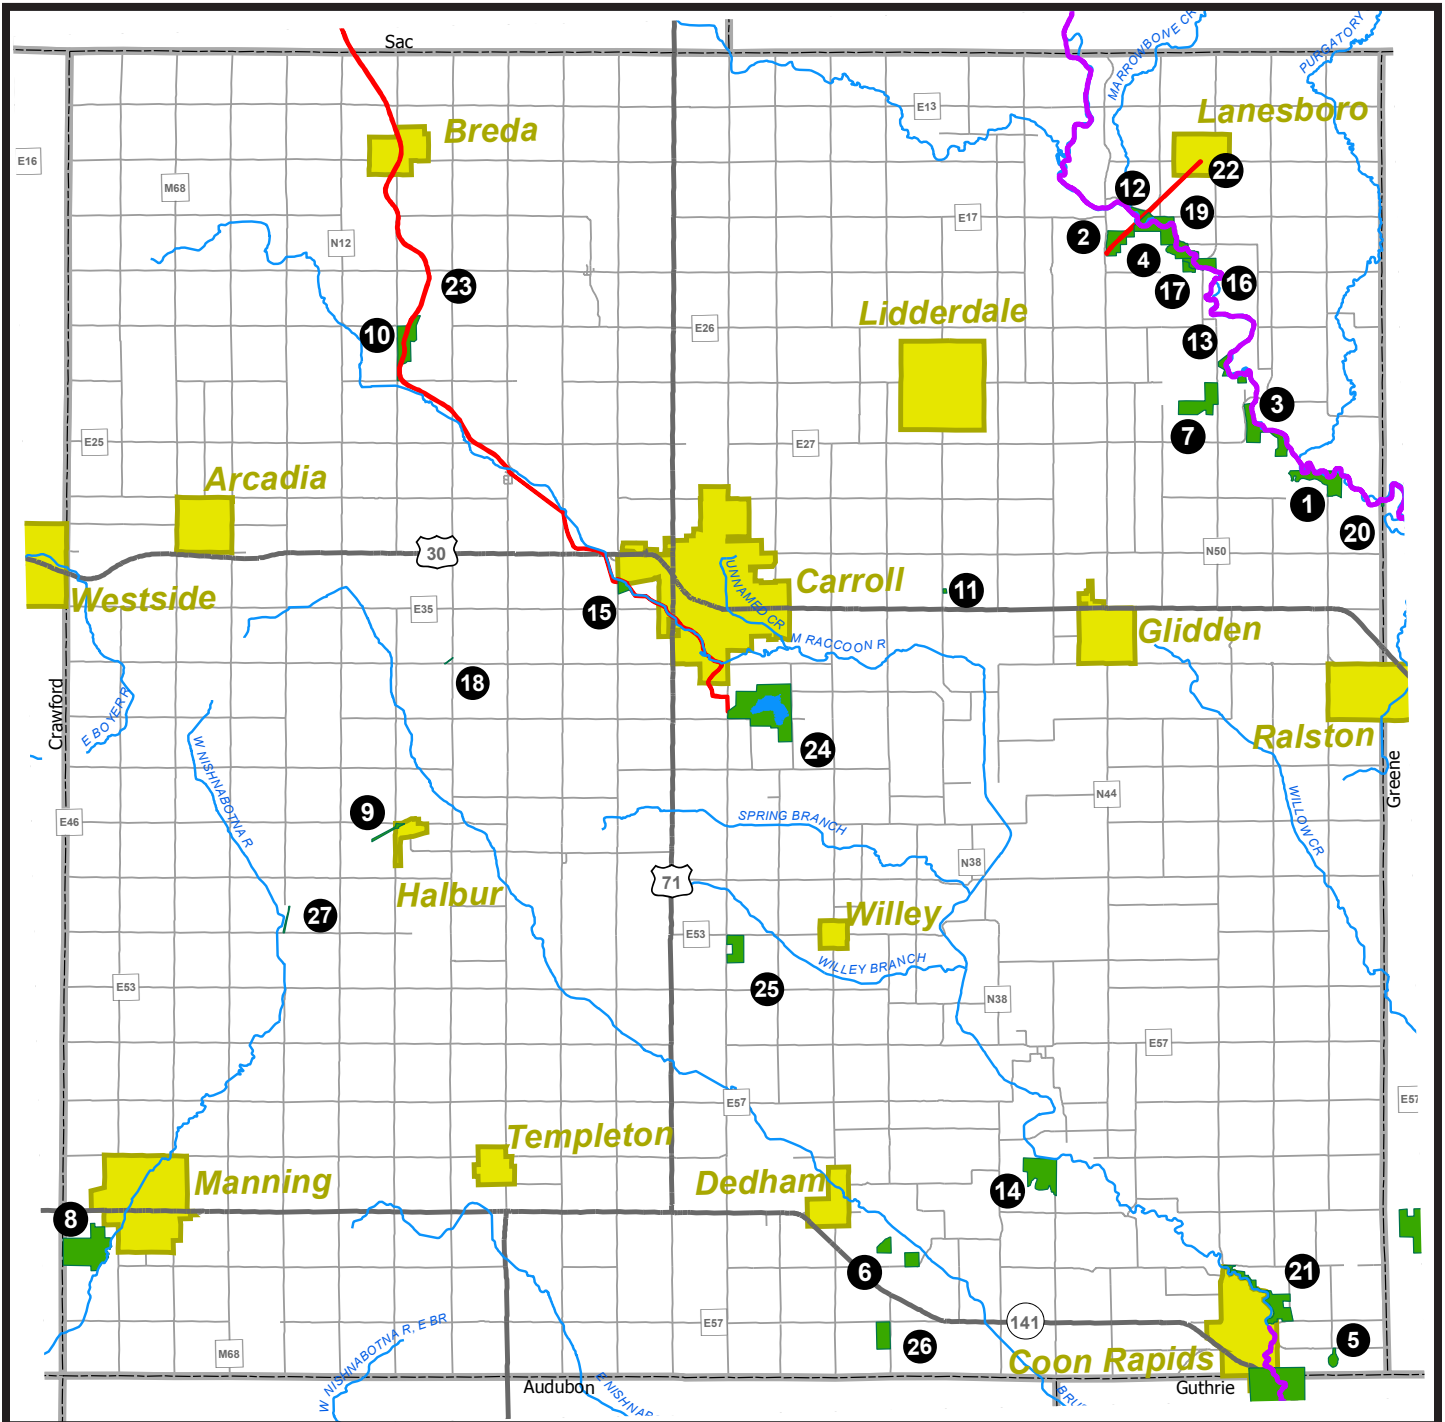 Sac
MARROWBONE CR
PURGATORY
Breda
E13
Lanesboro
E16
M68
22
12
19
E17
2
N12
4
16
17
23
10
E26
Lidderdale
13
3
7
E25
E27
Arcadia
1
20
30
N50
UNNAMED CR
Carroll
11
Westside
E35
15
Glidden
M RACCOON R
18
Crawford
E BOYER R
W NISHNABOTNA R
24
Ralston
Greene
N44
9
E46
SPRING BRANCH
WILLOW CR
N38
71
Halbur
27
Willey
E53
WILLEY BRANCH
E53
25
N38
E57
E57
E57
Templeton
Manning
Dedham
14
8
6
21
E57
141
M68
W NISHNABOTNA R, E BR
26
5
Coon Rapids
Audubon
Guthrie
E NISHNAB